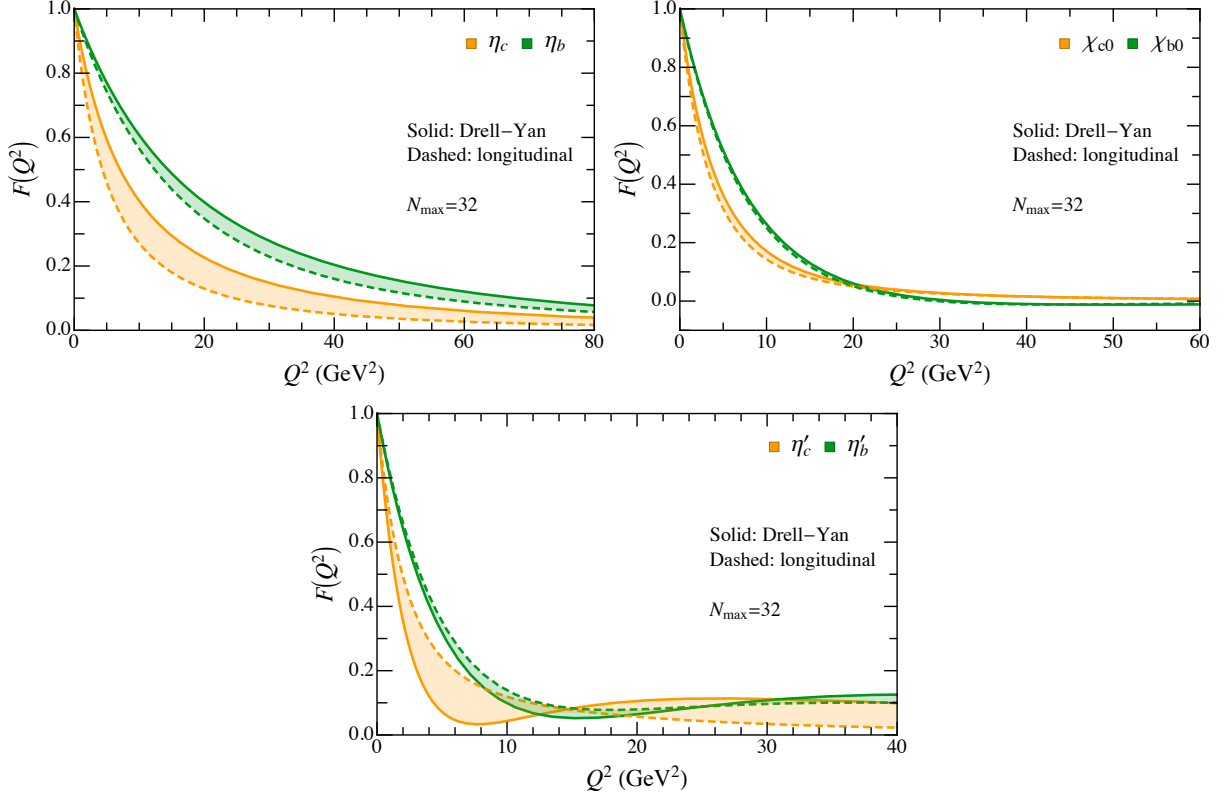 1.0
0.8
0.6
0.4
0.2
0.0
F(Q²)
η_c η_b
Solid: Drell−Yan
Dashed: longitudinal
N_max=32
0 20 40 60 80
Q² (GeV²)
1.0
0.8
0.6
0.4
0.2
0.0
F(Q²)
χ_c0 χ_b0
Solid: Drell−Yan
Dashed: longitudinal
N_max=32
0 10 20 30 40 50 60
Q² (GeV²)
1.0
0.8
0.6
0.4
0.2
0.0
F(Q²)
η′_c η′_b
Solid: Drell−Yan
Dashed: longitudinal
N_max=32
0 10 20 30 40
Q² (GeV²)